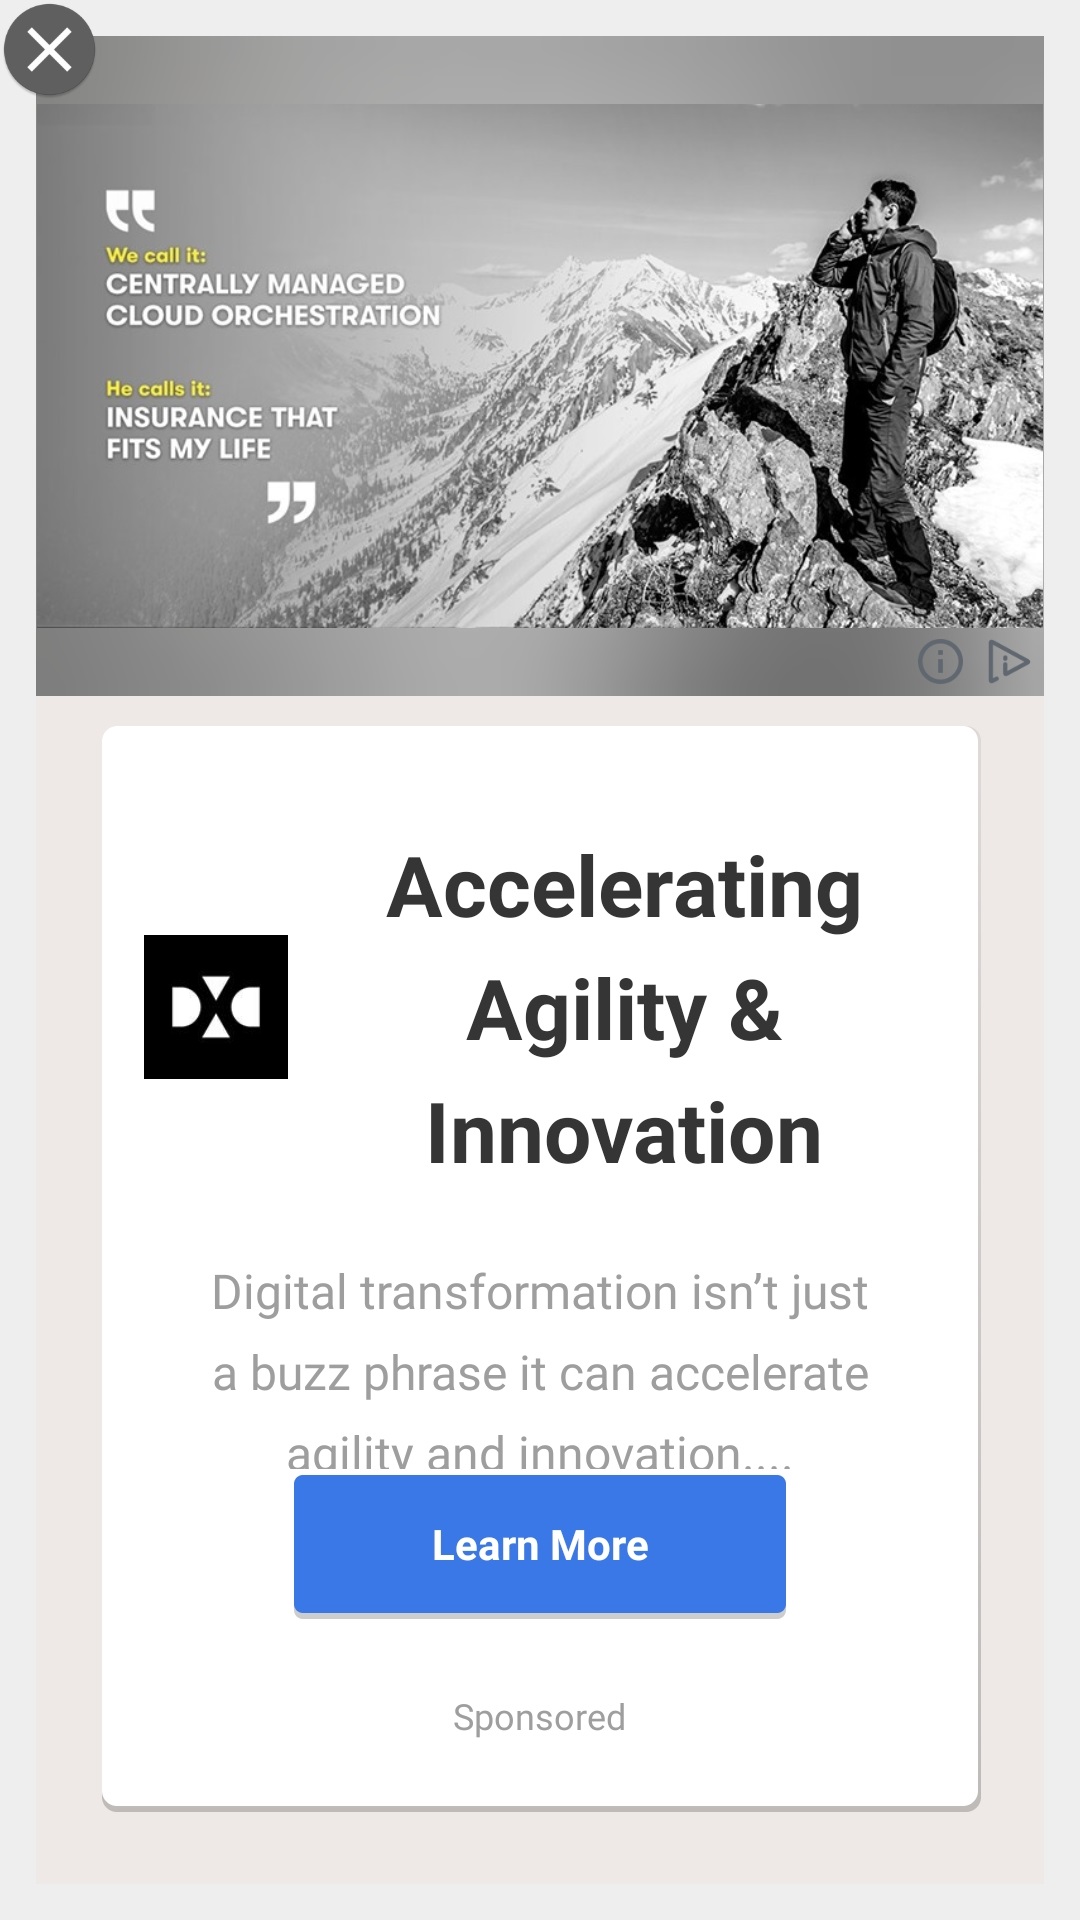 ❝
We call it:
CENTRALLY MANAGED
CLOUD ORCHESTRATION
He calls it:
INSURANCE THAT
FITS MY LIFE
❞
DXC
Accelerating
Agility &
Innovation
Digital transformation isn’t just
a buzz phrase it can accelerate
agility and innovation....
Learn More
Sponsored